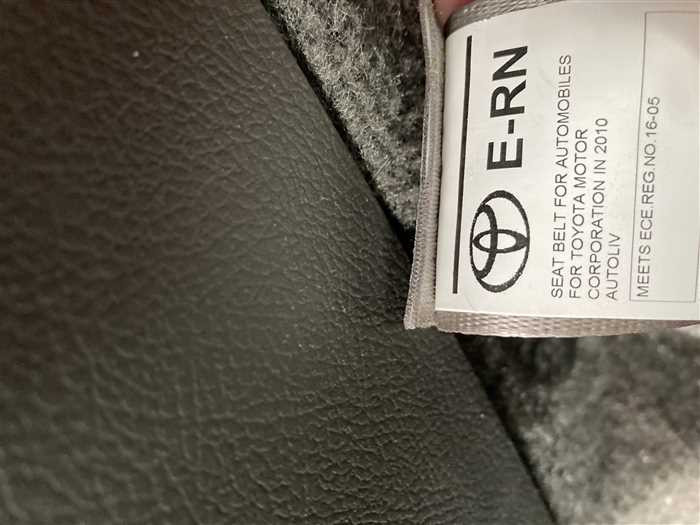 E-RN
SEAT BELT FOR AUTOMOBILES
FOR TOYOTA MOTOR
CORPORATION IN 2010
AUTOLIV
MEETS ECE.REG.NO.16-05